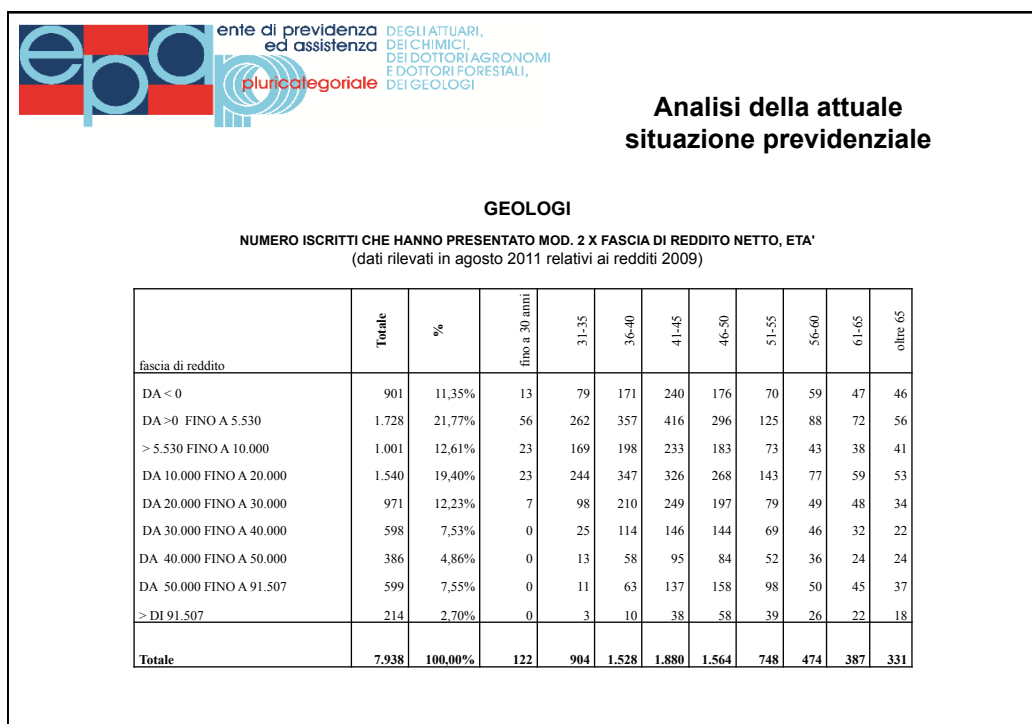 epap
ente di previdenza
ed assistenza
pluricategoriale
DEGLI ATTUARI,
DEI CHIMICI,
DEI DOTTORI AGRONOMI
E DOTTORI FORESTALI,
DEI GEOLOGI
Analisi della attuale
situazione previdenziale
GEOLOGI
NUMERO ISCRITTI CHE HANNO PRESENTATO MOD. 2 X FASCIA DI REDDITO NETTO, ETA'
(dati rilevati in agosto 2011 relativi ai redditi 2009)
fascia di reddito Totale % fino a 30 anni 31-35 36-40 41-45 46-50 51-55 56-60 61-65 oltre 65
DA < 0 901 11,35% 13 79 171 240 176 70 59 47 46
DA >0 FINO A 5.530 1.728 21,77% 56 262 357 416 296 125 88 72 56
> 5.530 FINO A 10.000 1.001 12,61% 23 169 198 233 183 73 43 38 41
DA 10.000 FINO A 20.000 1.540 19,40% 23 244 347 326 268 143 77 59 53
DA 20.000 FINO A 30.000 971 12,23% 7 98 210 249 197 79 49 48 34
DA 30.000 FINO A 40.000 598 7,53% 0 25 114 146 144 69 46 32 22
DA 40.000 FINO A 50.000 386 4,86% 0 13 58 95 84 52 36 24 24
DA 50.000 FINO A 91.507 599 7,55% 0 11 63 137 158 98 50 45 37
> DI 91.507 214 2,70% 0 3 10 38 58 39 26 22 18
Totale 7.938 100,00% 122 904 1.528 1.880 1.564 748 474 387 331